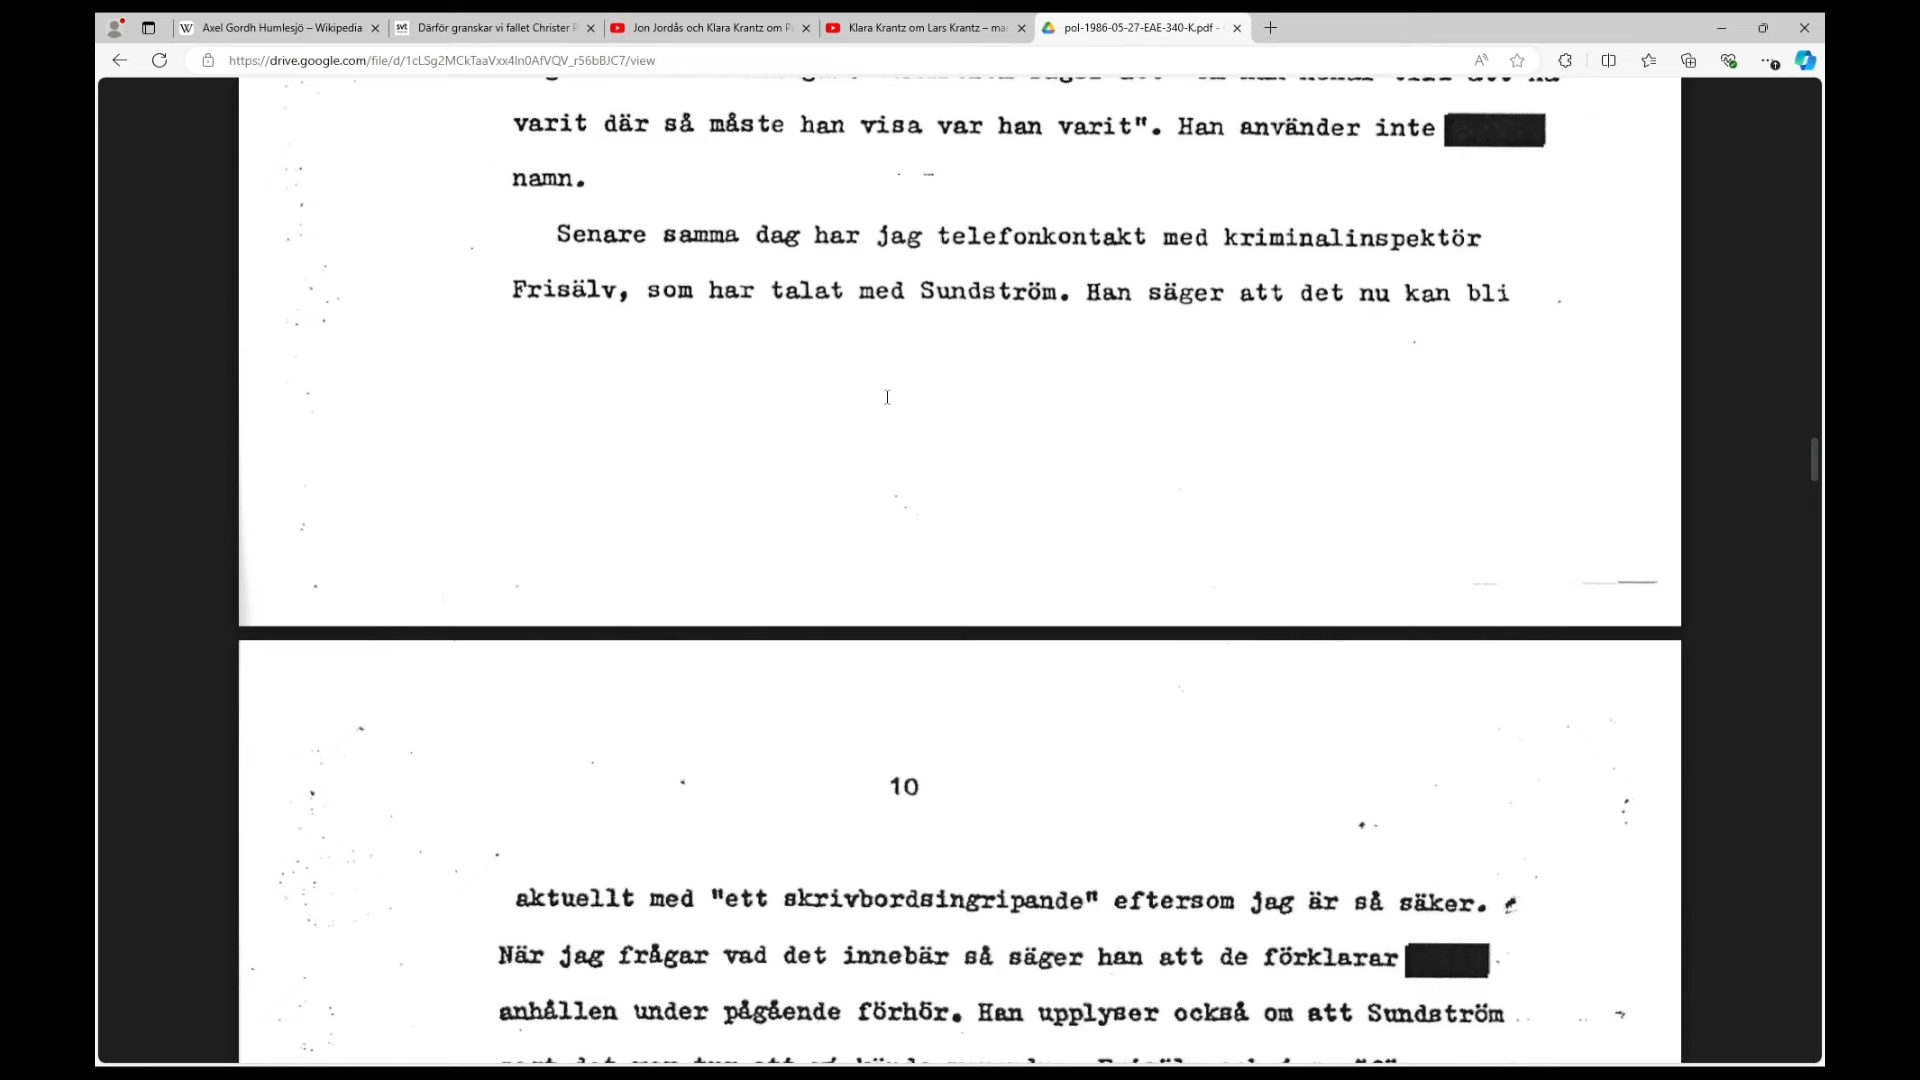 Axel Gordh Humlesjö – Wikipedia
Därför granskar vi fallet Christer P
Jon Jordås och Klara Krantz om P
Klara Krantz om Lars Krantz – ma
pol-1986-05-27-EAE-340-K.pdf -
https://drive.google.com/file/d/1cLSg2MCkTaaVxx4In0AfVQV_r56bBJC7/view
varit där så måste han visa var han varit". Han använder inte
namn.
Senare samma dag har jag telefonkontakt med kriminalinspektör
Frisälv, som har talat med Sundström. Han säger att det nu kan bli
10
aktuellt med "ett skrivbordsingripande" eftersom jag är så säker.
När jag frågar vad det innebär så säger han att de förklarar
anhållen under pågående förhör. Han upplyser också om att Sundström